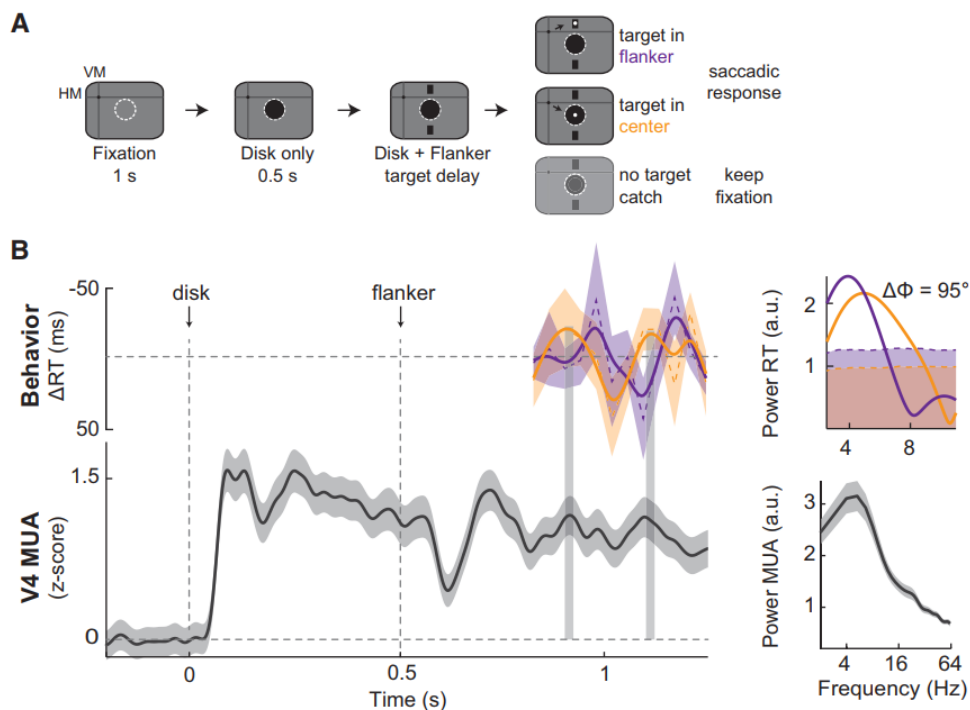 A
VM
HM
Fixation
1 s
Disk only
0.5 s
Disk + Flanker
target delay
target in
flanker
target in
center
no target
catch
saccadic
response
keep
fixation
B
Behavior
ΔRT (ms)
-50
50
disk
flanker
V4 MUA
(z-score)
1.5
0
0
0.5
1
Time (s)
Power RT (a.u.)
2
1
ΔΦ = 95°
4
8
Power MUA (a.u.)
3
2
1
4
16
64
Frequency (Hz)